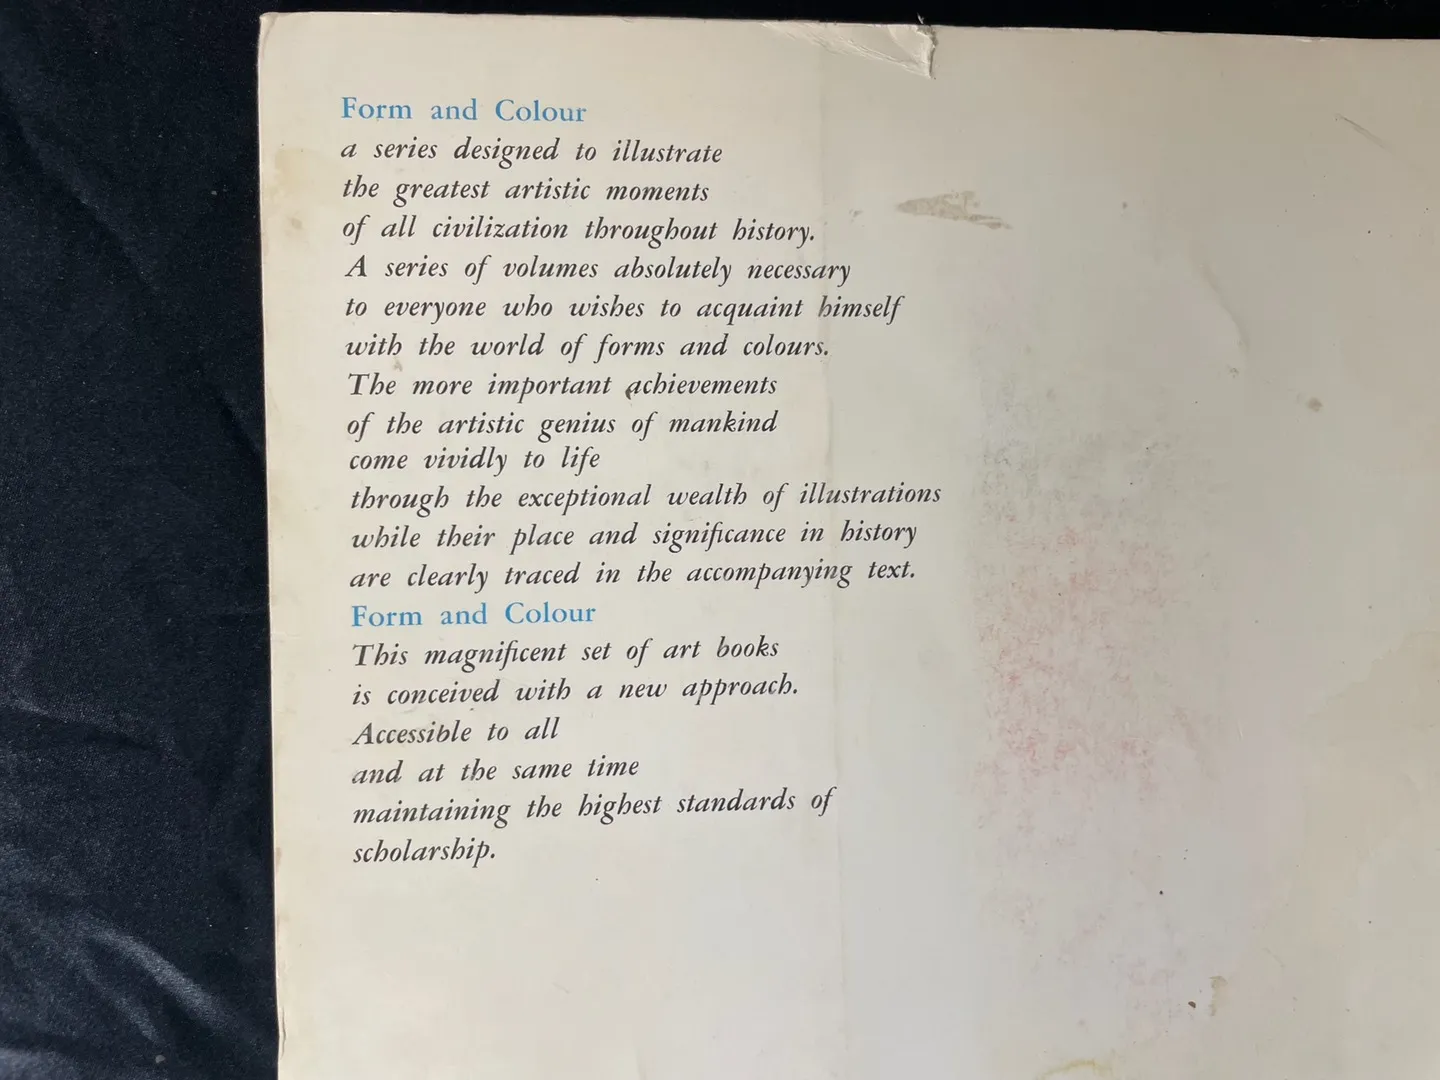 Form and Colour
a series designed to illustrate
the greatest artistic moments
of all civilization throughout history.
A series of volumes absolutely necessary
to everyone who wishes to acquaint himself
with the world of forms and colours.
The more important achievements
of the artistic genius of mankind
come vividly to life
through the exceptional wealth of illustrations
while their place and significance in history
are clearly traced in the accompanying text.
Form and Colour
This magnificent set of art books
is conceived with a new approach.
Accessible to all
and at the same time
maintaining the highest standards of
scholarship.